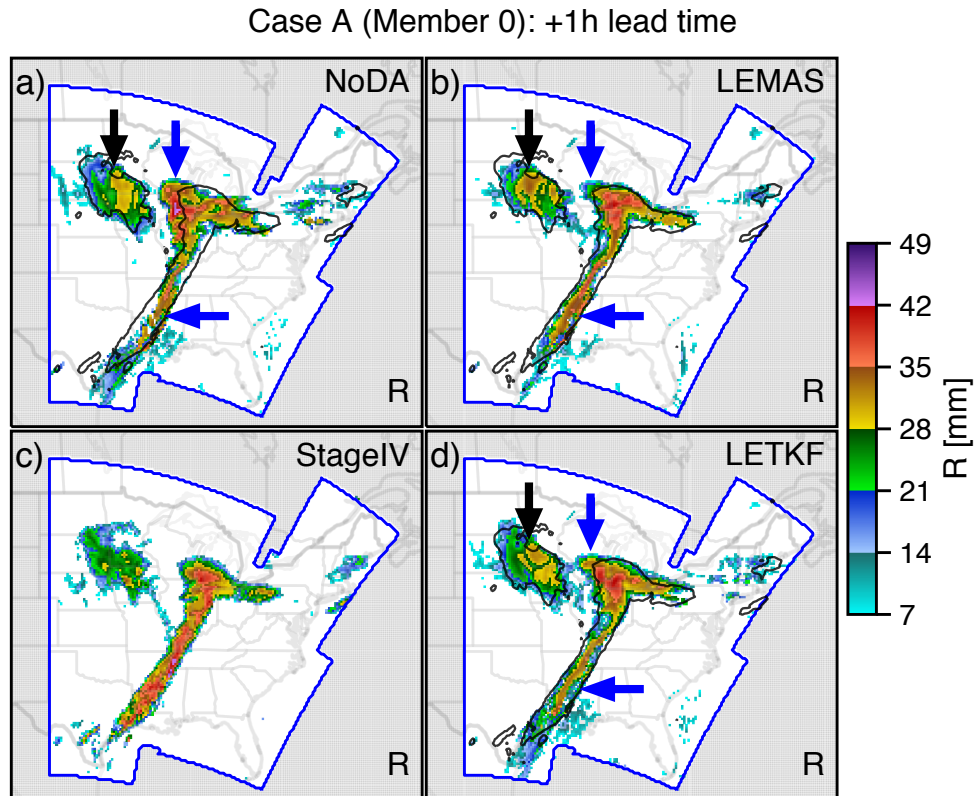 Case A (Member 0): +1h lead time
a) NoDA
b) LEMAS
R
R
c) StageIV
d) LETKF
R
R
49
42
35
28
21
14
7
R [mm]